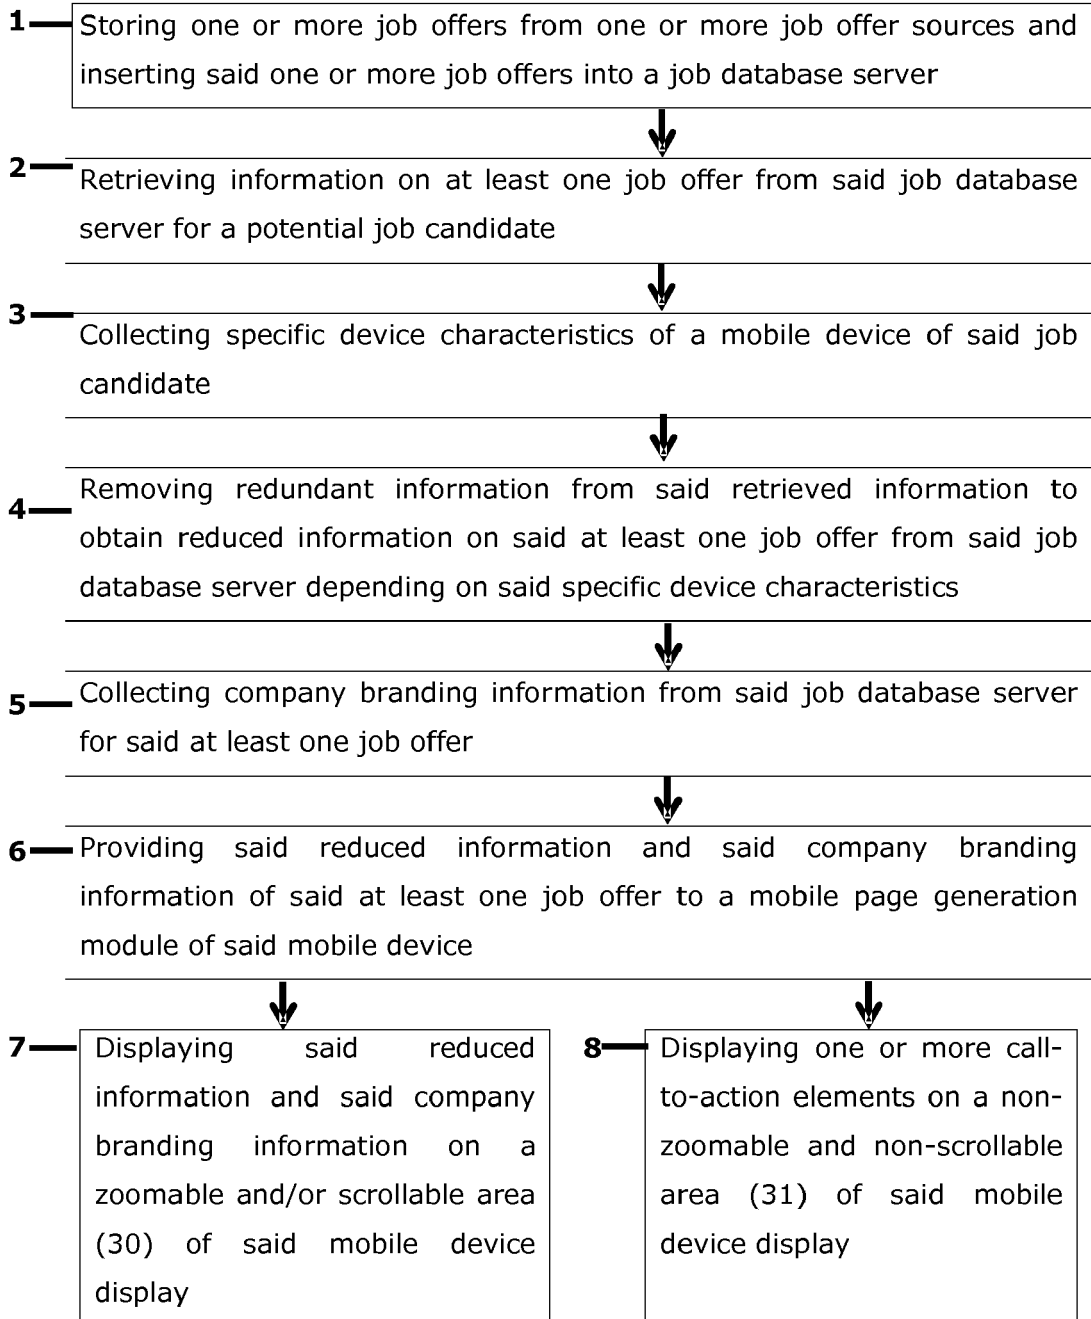 1
Storing one or more job offers from one or more job offer sources and
inserting said one or more job offers into a job database server
2
Retrieving information on at least one job offer from said job database
server for a potential job candidate
3
Collecting specific device characteristics of a mobile device of said job
candidate
4
Removing redundant information from said retrieved information to
obtain reduced information on said at least one job offer from said job
database server depending on said specific device characteristics
5
Collecting company branding information from said job database server
for said at least one job offer
6
Providing said reduced information and said company branding
information of said at least one job offer to a mobile page generation
module of said mobile device
7
Displaying said reduced
information and said company
branding information on a
zoomable and/or scrollable area
(30) of said mobile device
display
8
Displaying one or more call-
to-action elements on a non-
zoomable and non-scrollable
area (31) of said mobile
device display